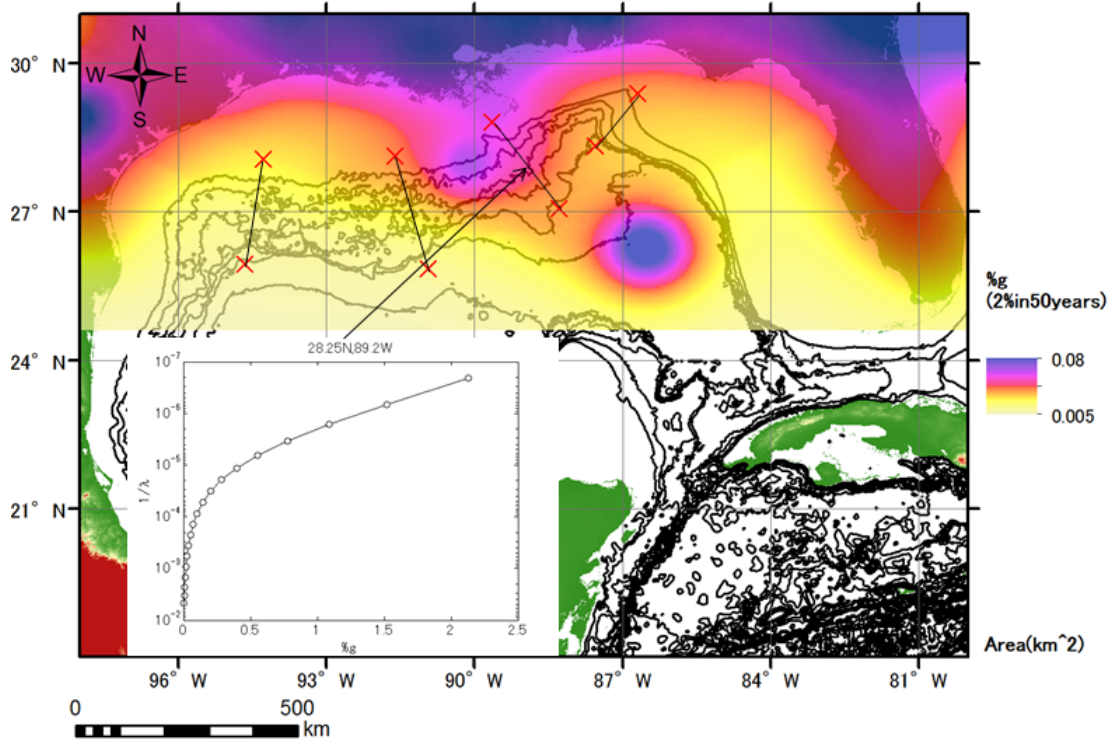 N
W E
S
30° N
27° N
24° N
21° N
%g
(2%in50years)
0.08
0.005
28.25N,89.2W
10^-7
10^-6
10^-5
10^-4
10^-3
10^-2
1/λ
0 0.5 1 1.5 2 2.5
%g
Area(km^2)
96° W 93° W 90° W 87° W 84° W 81° W
0 500
km